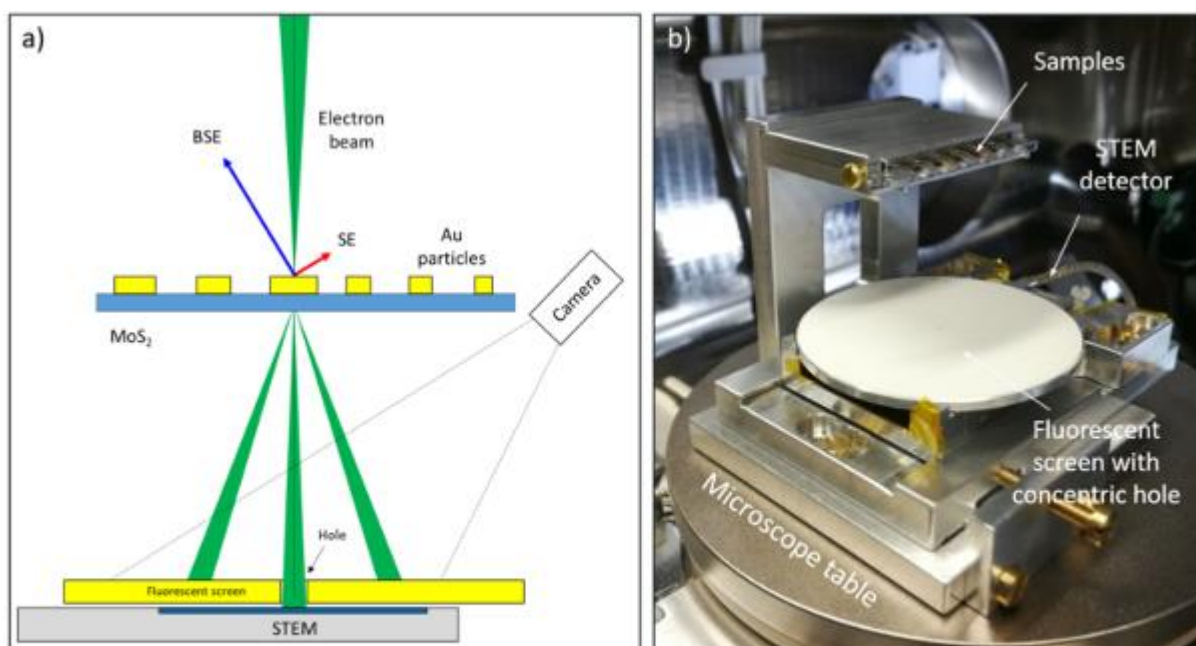 a)
Electron
beam
BSE
SE
Au
particles
Camera
MoS₂
Hole
Fluorescent screen
STEM
b)
Samples
STEM
detector
Fluorescent
screen with
concentric hole
Microscope table